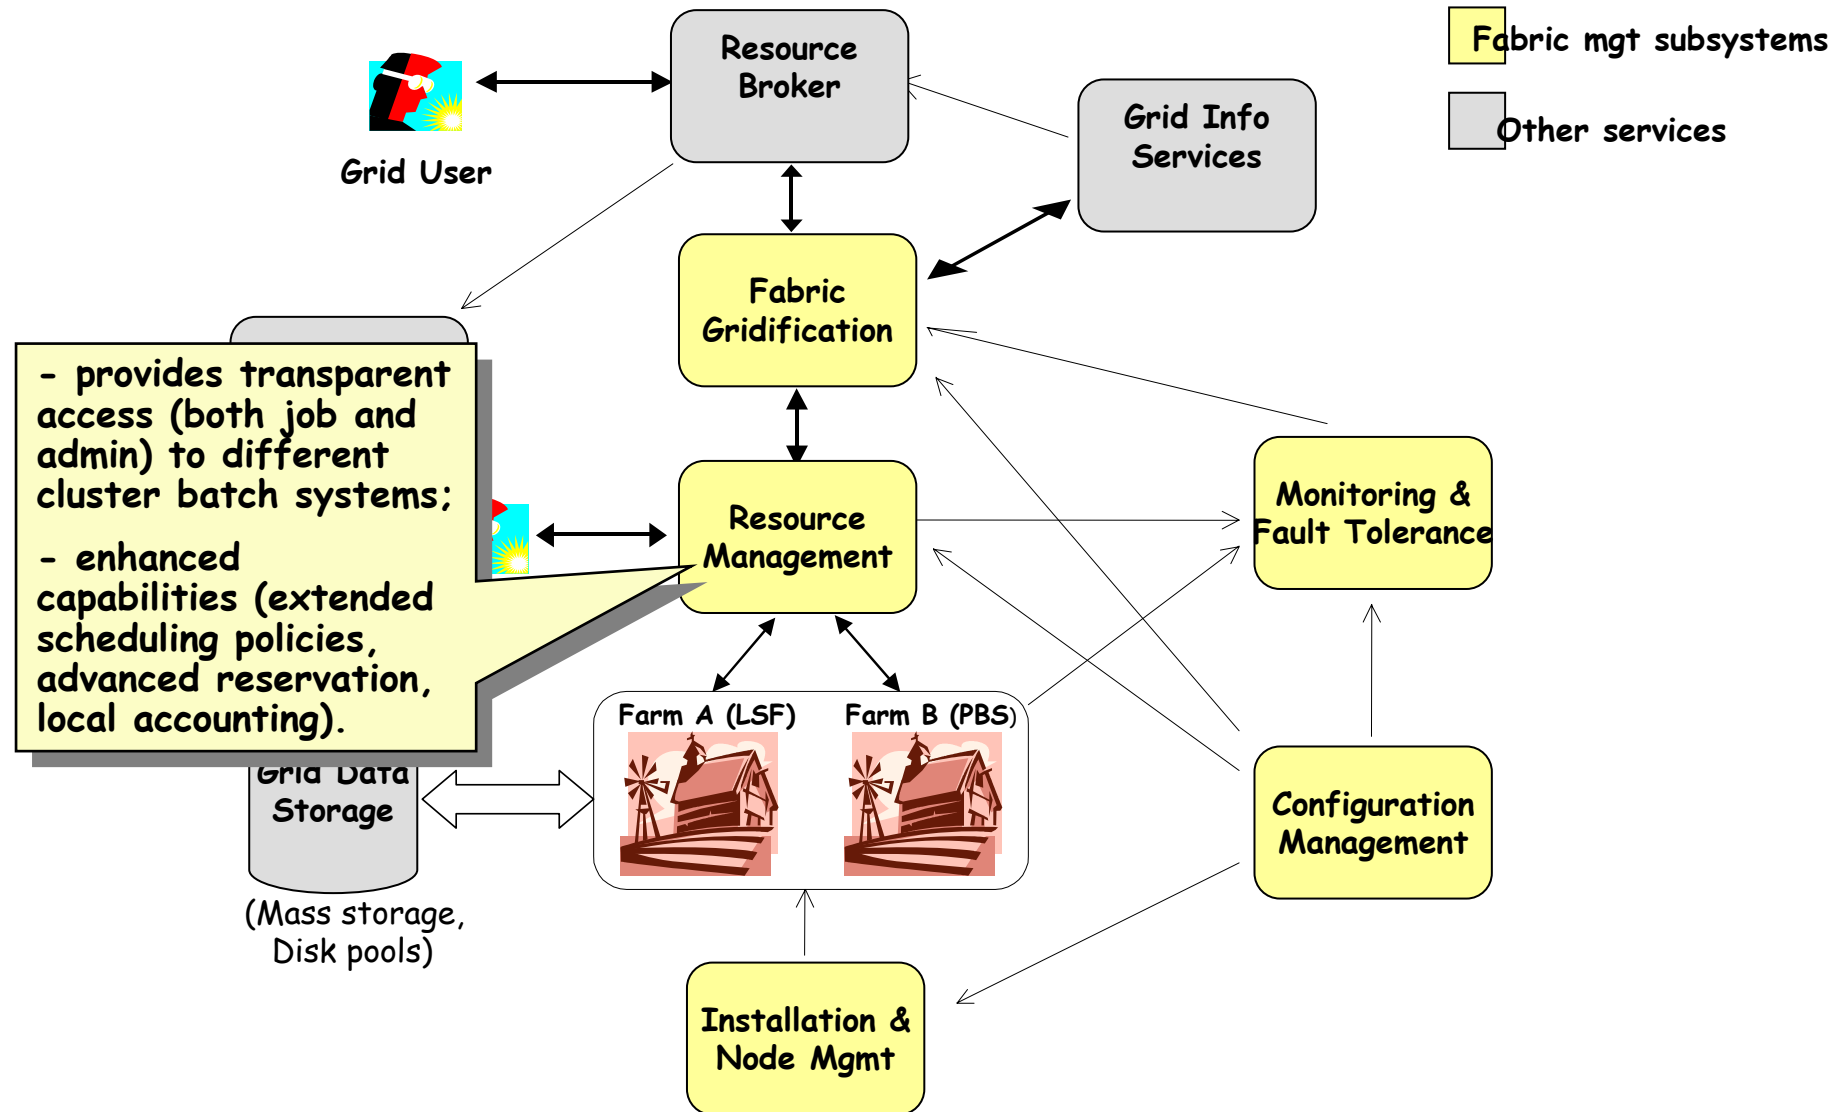 Resource
Broker
Fabric mgt subsystems
Other services
Grid Info
Services
Grid User
Fabric
Gridification
- provides transparent
access (both job and
admin) to different
cluster batch systems;
- enhanced
capabilities (extended
scheduling policies,
advanced reservation,
local accounting).
Resource
Management
Monitoring &
Fault Tolerance
Farm A (LSF)
Farm B (PBS)
Grid Data
Storage
(Mass storage,
Disk pools)
Configuration
Management
Installation &
Node Mgmt